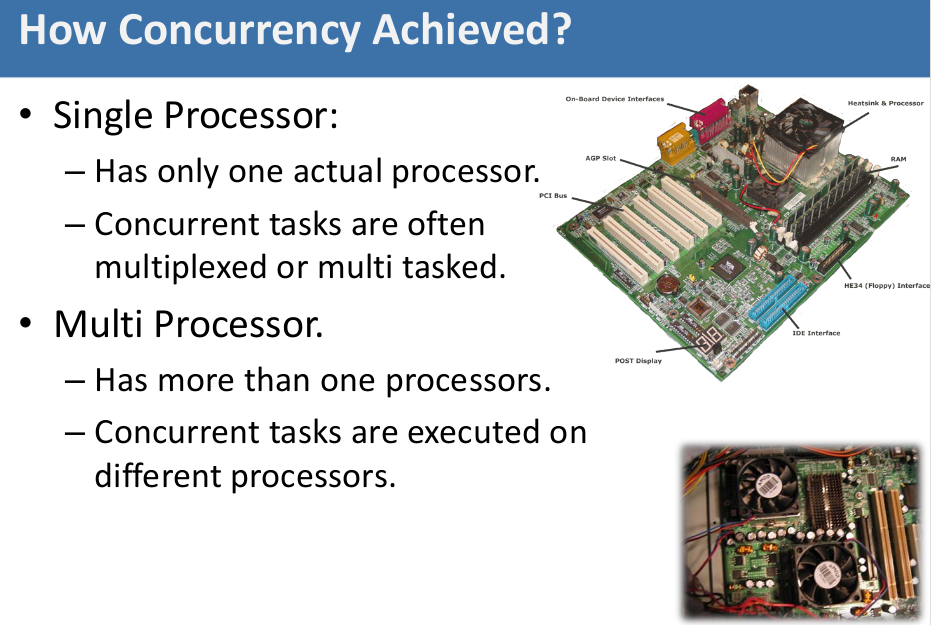 How Concurrency Achieved?
• Single Processor:
– Has only one actual processor.
– Concurrent tasks are often
multiplexed or multi tasked.
• Multi Processor.
– Has more than one processors.
– Concurrent tasks are executed on
different processors.
On-Board Device Interfaces
Heatsink & Processor
AGP Slot
RAM
PCI Bus
HE34 (Floppy) Interface
IDE Interface
POST Display